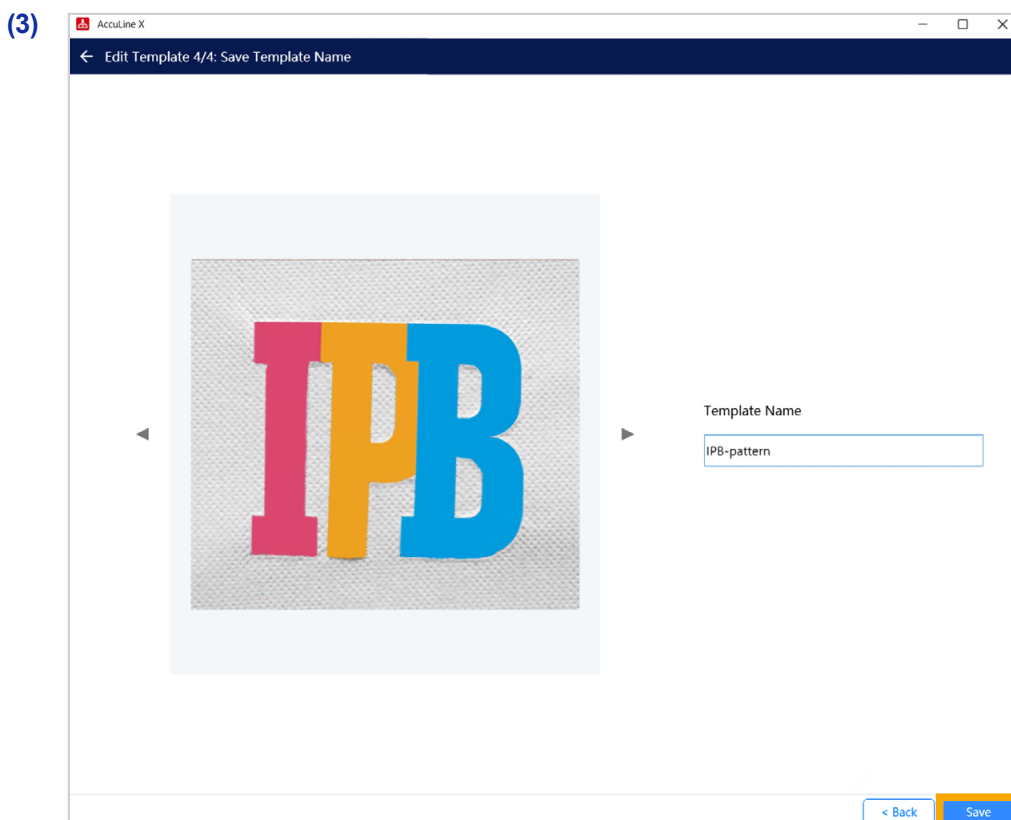 (3)
AccuLine X
Edit Template 4/4: Save Template Name
IPB
Template Name
IPB-pattern
< Back
Save